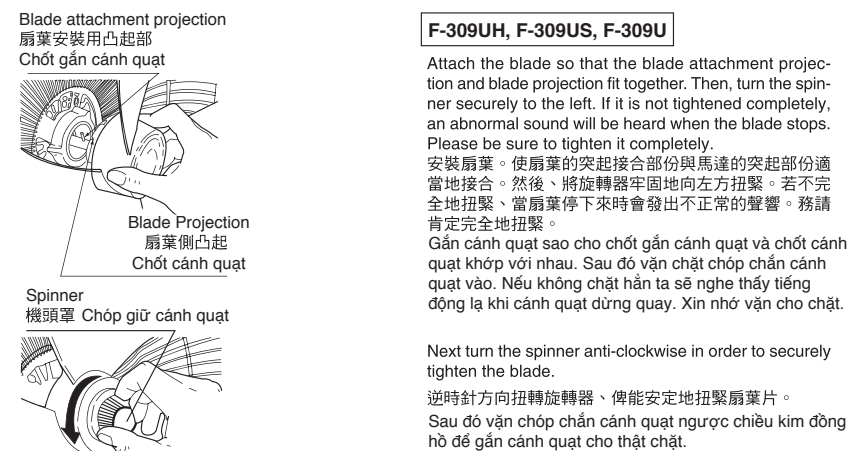 Blade attachment projection
扇葉安裝用凸起部
Chốt gắn cánh quạt
Blade Projection
扇葉側凸起
Chốt cánh quạt
Spinner
機頭罩 Chóp giữ cánh quạt
F-309UH, F-309US, F-309U
Attach the blade so that the blade attachment projec-
tion and blade projection fit together. Then, turn the spin-
ner securely to the left. If it is not tightened completely,
an abnormal sound will be heard when the blade stops.
Please be sure to tighten it completely.
安裝扇葉。使扇葉的突起接合部份與馬達的突起部份適
當地接合。然後、將旋轉器牢固地向左方扭緊。若不完
全地扭緊、當扇葉停下來時會發出不正常的聲響。務請
肯定完全地扭緊。
Gắn cánh quạt sao cho chốt gắn cánh quạt và chốt cánh
quạt khớp với nhau. Sau đó vặn chặt chóp chắn cánh
quạt vào. Nếu không chặt hẳn ta sẽ nghe thấy tiếng
động lạ khi cánh quạt dừng quay. Xin nhớ vặn cho chặt.
Next turn the spinner anti-clockwise in order to securely
tighten the blade.
逆時針方向扭轉旋轉器、俾能安定地扭緊扇葉片。
Sau đó vặn chóp chắn cánh quạt ngược chiều kim đồng
hồ để gắn cánh quạt cho thật chặt.